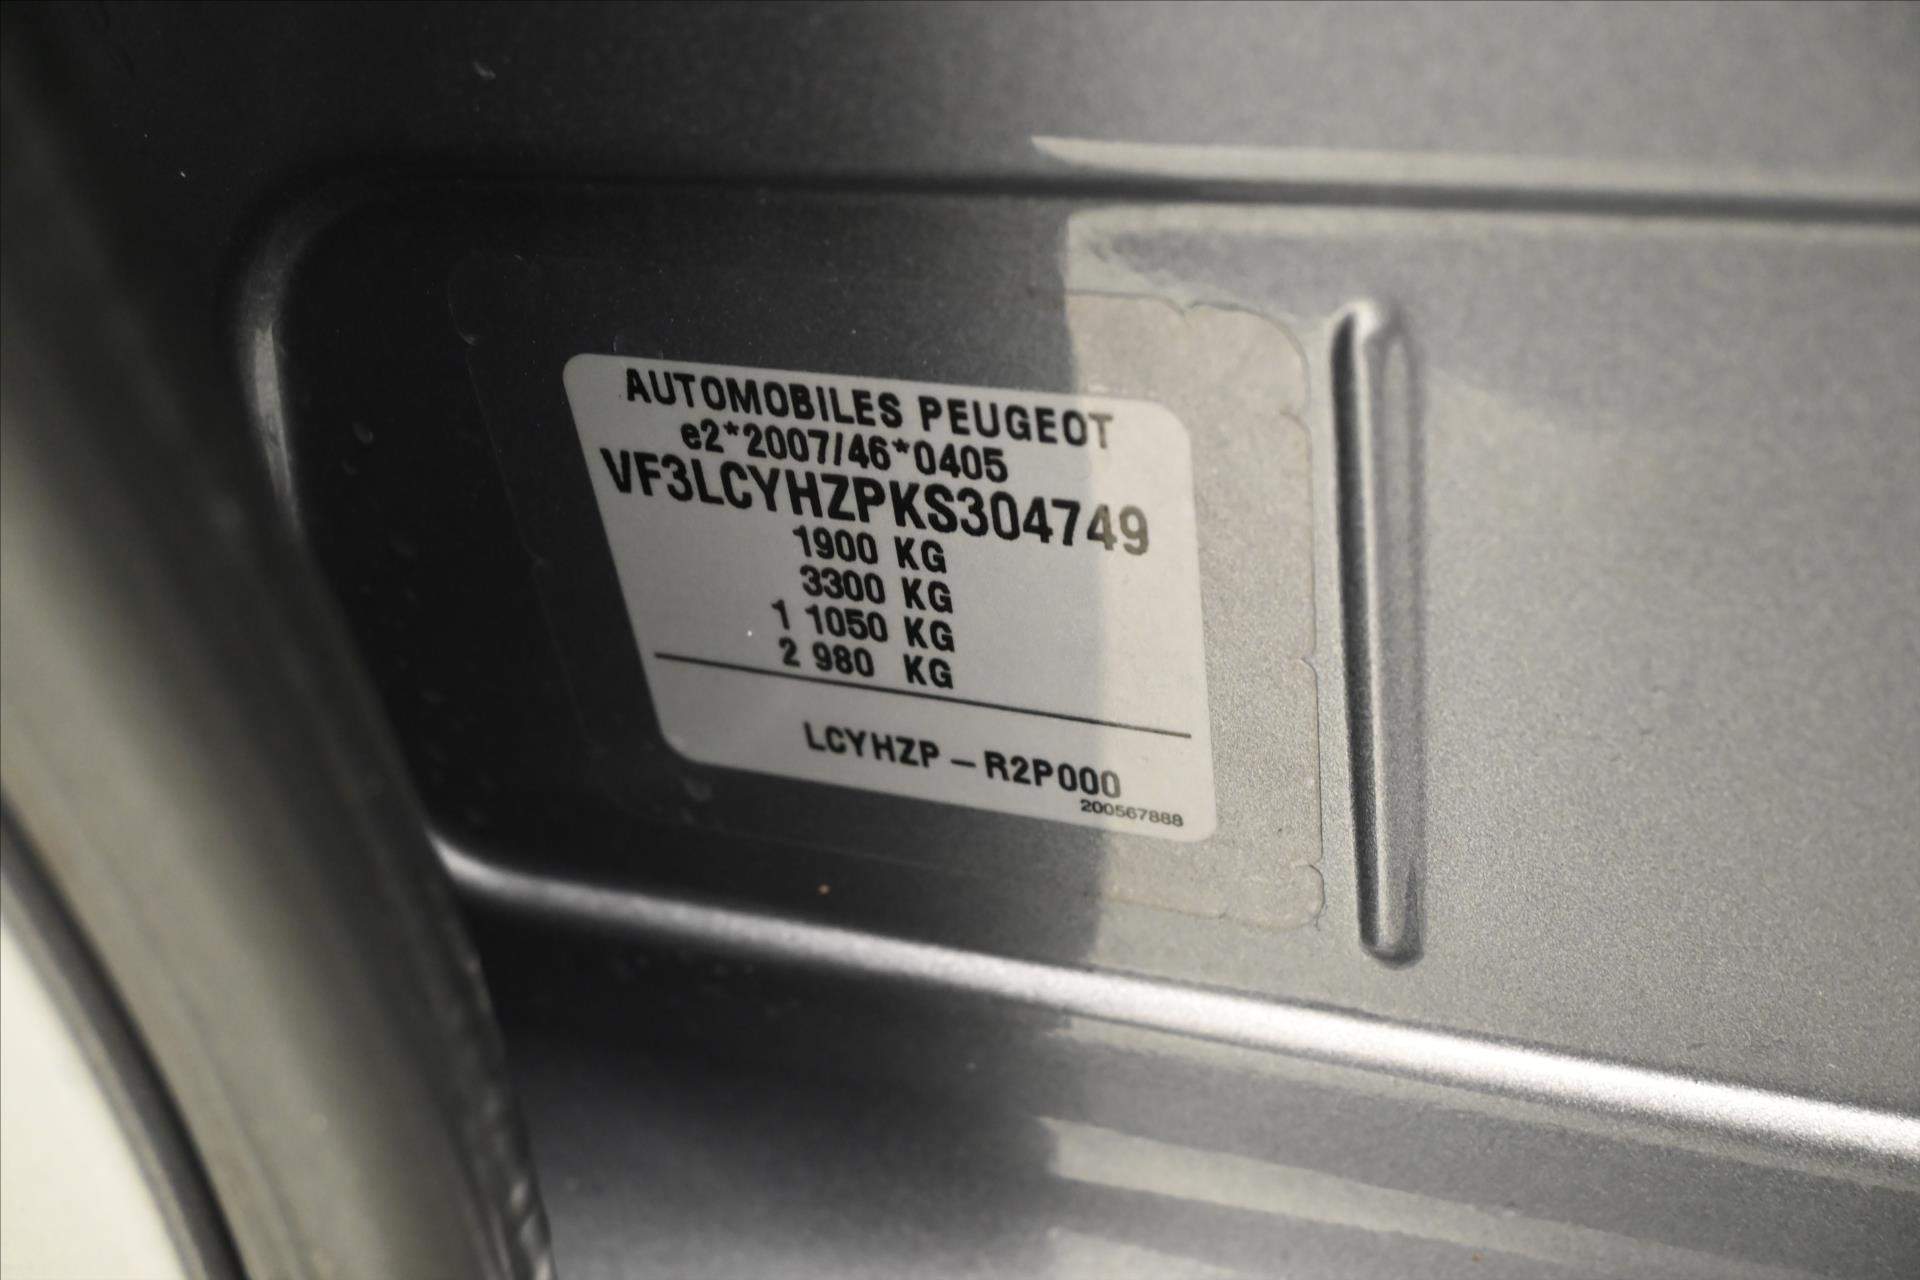 AUTOMOBILES PEUGEOT
e2*2007/46*0405
VF3LCYHZPKS304749
1900 KG
3300 KG
1 1050 KG
2 980 KG
LCYHZP – R2P000
200567888